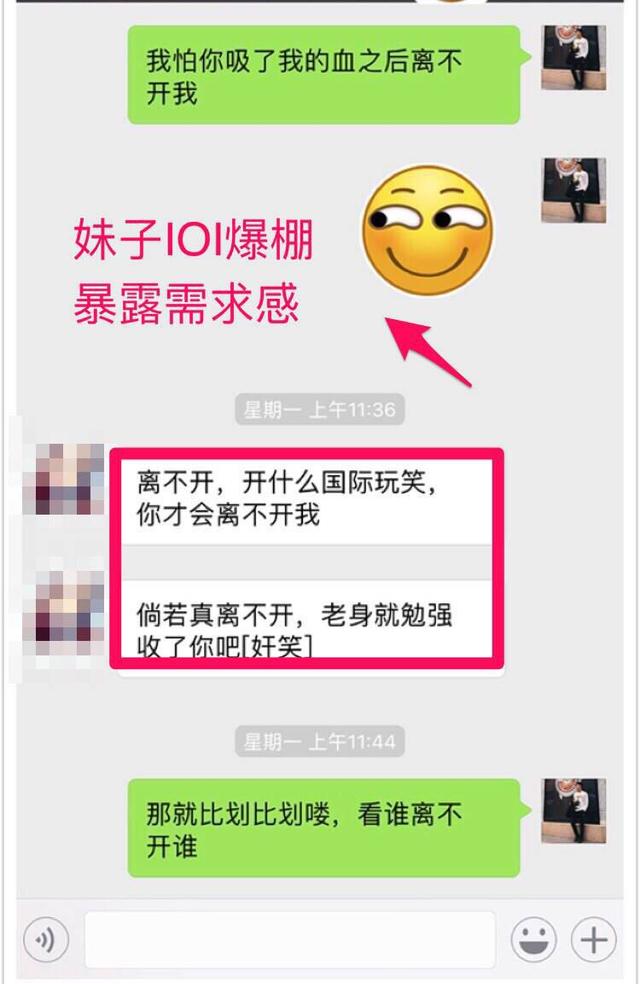 我怕你吸了我的血之后离不
开我
妹子IOI爆棚
暴露需求感
星期一 上午11:36
离不开，开什么国际玩笑，
你才会离不开我
倘若真离不开，老身就勉强
收了你吧[奸笑]
星期一 上午11:44
那就比划比划喽，看谁离不
开谁